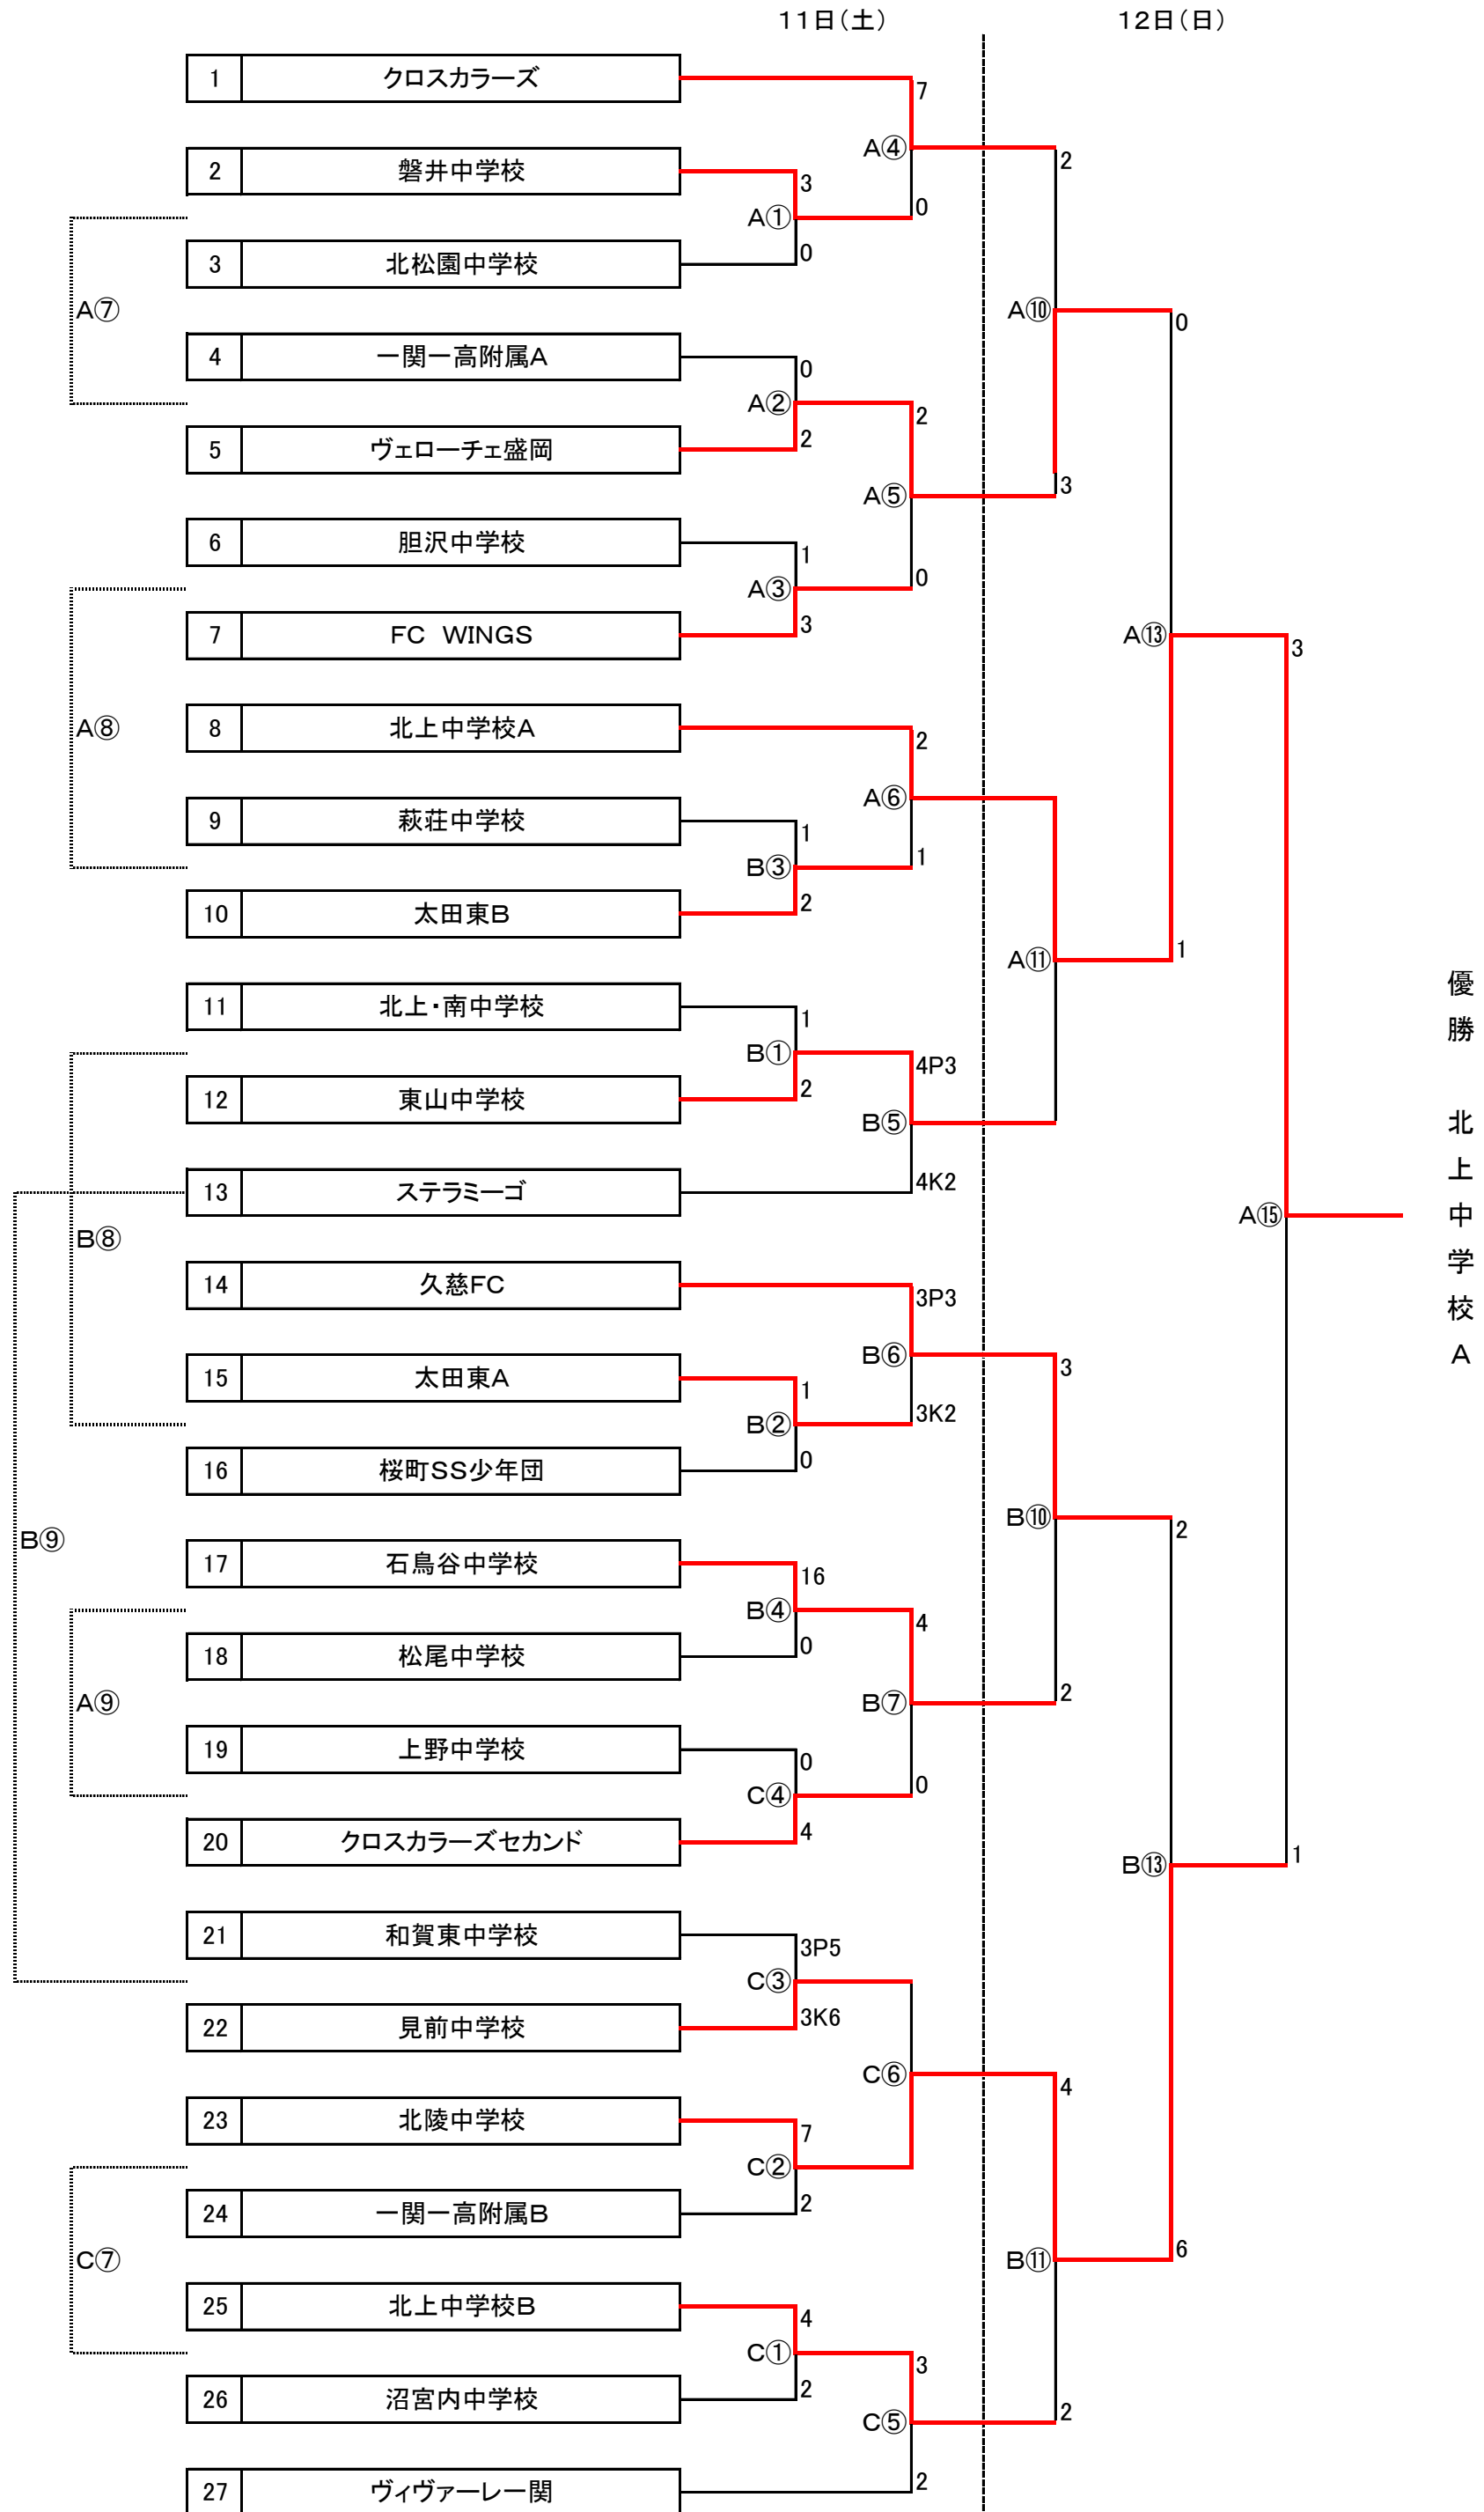 11日(土)
12日(日)
1 クロスカラーズ
7
A④
2
2 磐井中学校
3
A①
0
0
3 北松園中学校
A⑦
A⑩
0
4 一関一高附属A
0
A②
2
2
5 ヴェローチェ盛岡
A⑤
3
6 胆沢中学校
1
A③
0
3
7 FC WINGS
A⑬
3
A⑧
8 北上中学校A
2
A⑥
9 萩荘中学校
1
B③
1
2
10 太田東B
A⑪
1
11 北上・南中学校
1
B①
4P3
2
12 東山中学校
B⑤
13 ステラミーゴ
4K2
B⑧
A⑮
優勝 北上中学校A
14 久慈FC
3P3
B⑥
3
15 太田東A
1
B②
3K2
0
16 桜町SS少年団
B⑨
B⑩
2
17 石鳥谷中学校
16
B④
4
0
18 松尾中学校
A⑨
B⑦
2
19 上野中学校
0
C④
0
4
20 クロスカラーズセカンド
B⑬
1
21 和賀東中学校
3P5
C③
3K6
22 見前中学校
C⑥
4
23 北陵中学校
7
C②
2
24 一関一高附属B
C⑦
B⑪
6
25 北上中学校B
4
C①
3
2
26 沼宮内中学校
C⑤
2
27 ヴィヴァーレ一関
2